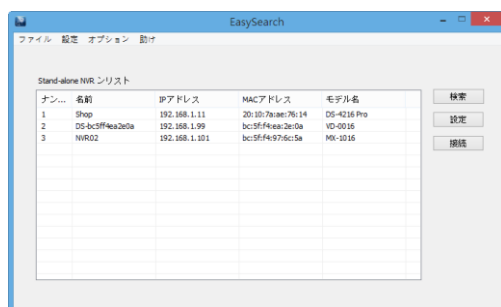 EasySearch
ファイル 設定 オプション 助け
Stand-alone NVR ンリスト
ナン... 名前 IPアドレス MACアドレス モデル名
1 Shop 192.168.1.11 20:10:7a:ae:76:14 DS-4216 Pro
2 DS-bc5ff4ea2e0a 192.168.1.99 bc:5f:f4:ea:2e:0a VD-0016
3 NVR02 192.168.1.101 bc:5f:f4:97:6c:5a MX-1016
検索
設定
接続